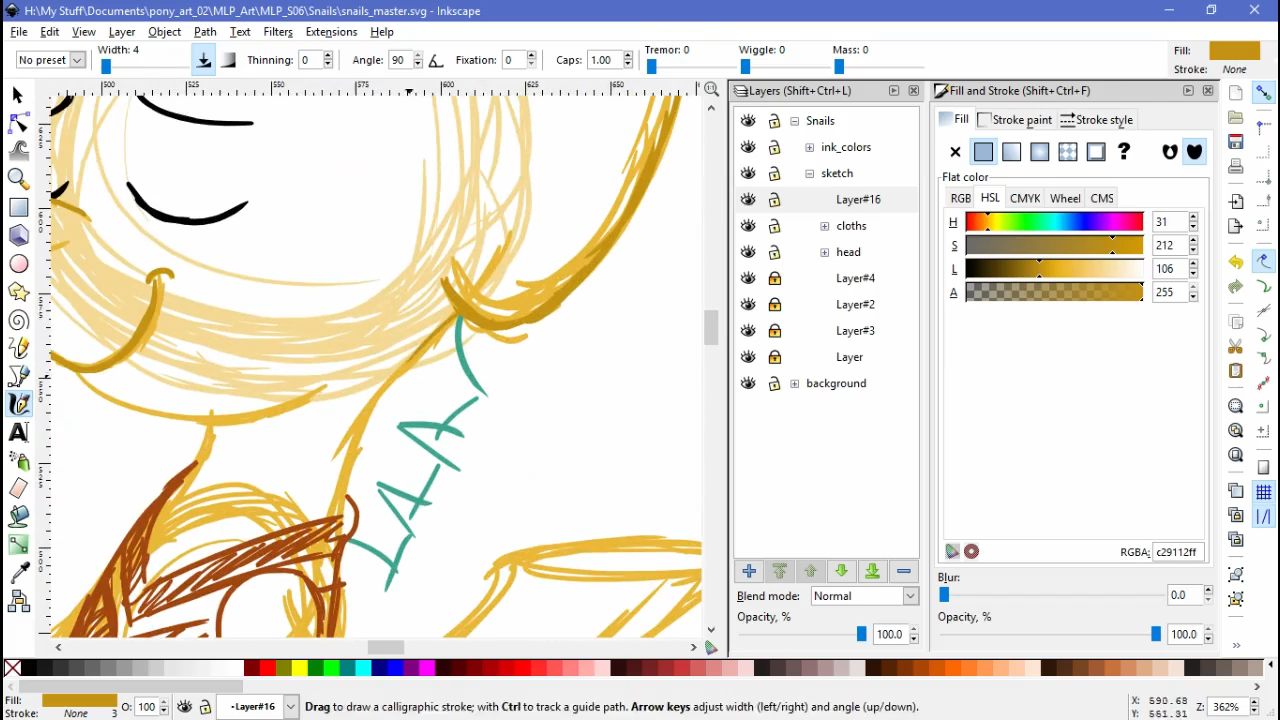 H:\My Stuff\Documents\pony_art_02\MLP_Art\MLP_S06\Snails\snails_master.svg - Inkscape
File Edit View Layer Object Path Text Filters Extensions Help
No preset Width: 4 Thinning: 0 Angle: 90 Fixation: 0 Caps: 1.00 Tremor: 0 Wiggle: 0 Mass: 0 Fill:
Stroke: None
Layers (Shift+Ctrl+L)
Snails
ink_colors
sketch
Layer#16
cloths
head
Layer#4
Layer#2
Layer#3
Layer
background
Blend mode: Normal
Opacity, %
100.0
Fill and Stroke (Shift+Ctrl+F)
Fill Stroke paint Stroke style
Flat color
RGB HSL CMYK Wheel CMS
H 31
S 212
L 106
A 255
RGBA: c29112ff
Blur:
0.0
Opacity, %
100.0
Fill:
Stroke: None 3 O: 100 Layer#16 Drag to draw a calligraphic stroke; with Ctrl to track a guide path. Arrow keys adjust width (left/right) and angle (up/down). X: 590.68 Y: 561.31 Z: 362%